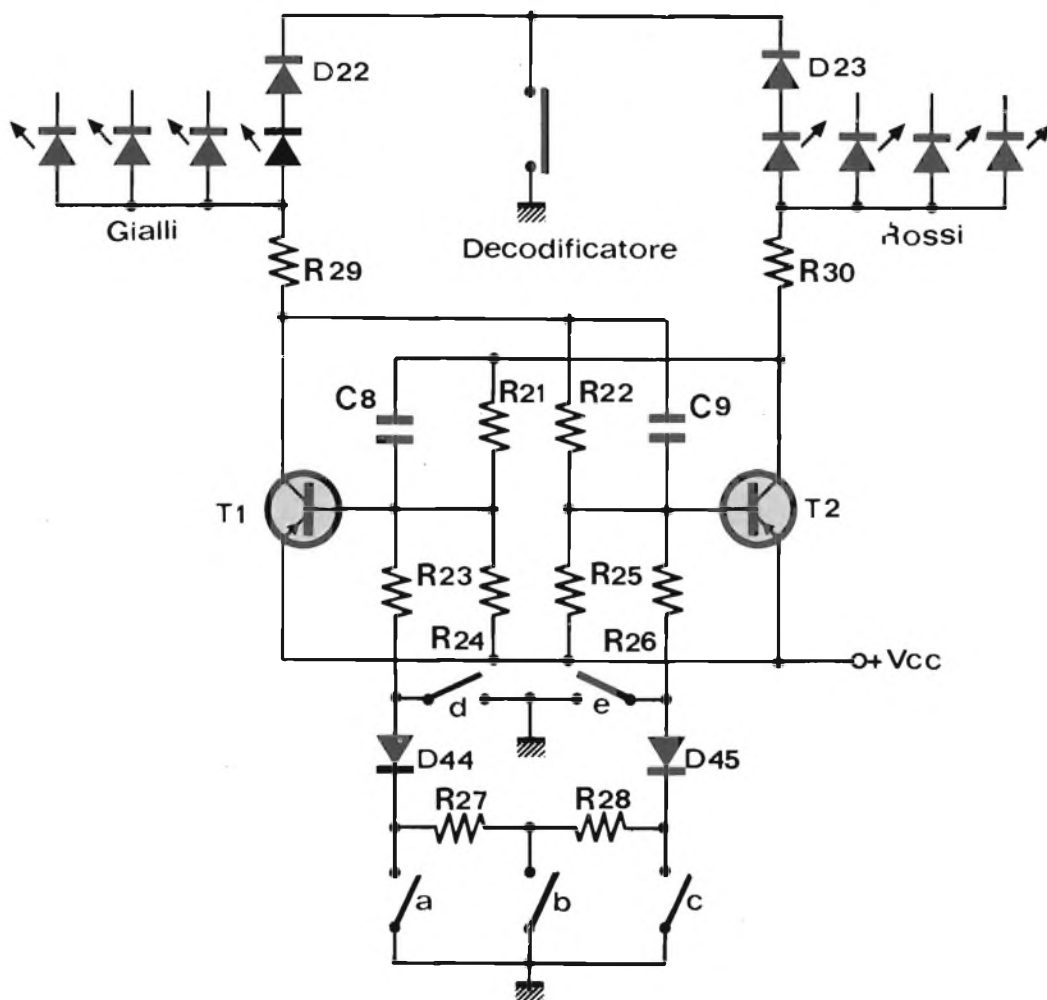 D22
D23
Gialli
Decodificatore
Rossi
R29
R30
C8
R21
R22
C9
T1
T2
R23
R25
R24
R26
+Vcc
d
e
D44
D45
R27
R28
a
b
c